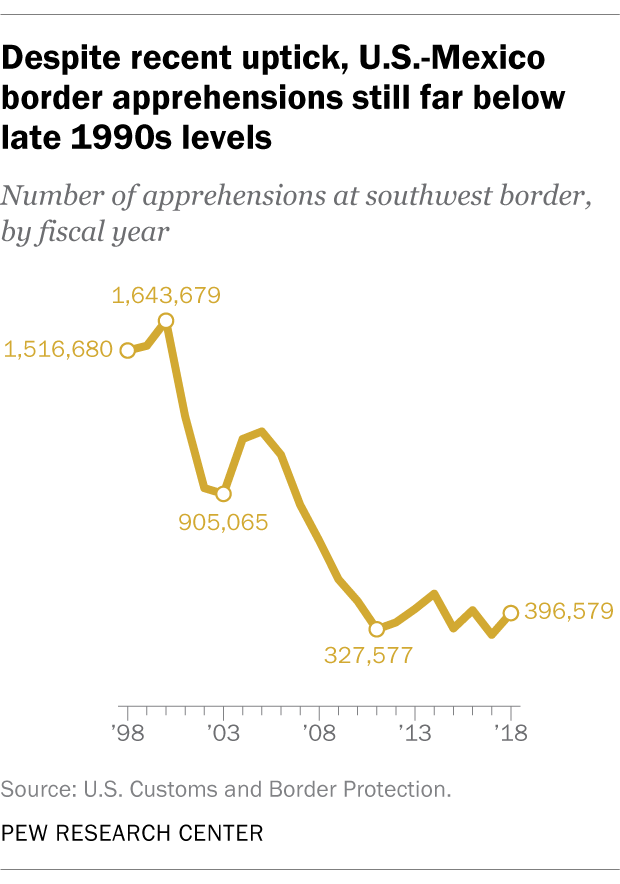 Despite recent uptick, U.S.-Mexico
border apprehensions still far below
late 1990s levels
Number of apprehensions at southwest border,
by fiscal year
1,643,679
1,516,680
905,065
396,579
327,577
’98 ’03 ’08 ’13 ’18
Source: U.S. Customs and Border Protection.
PEW RESEARCH CENTER